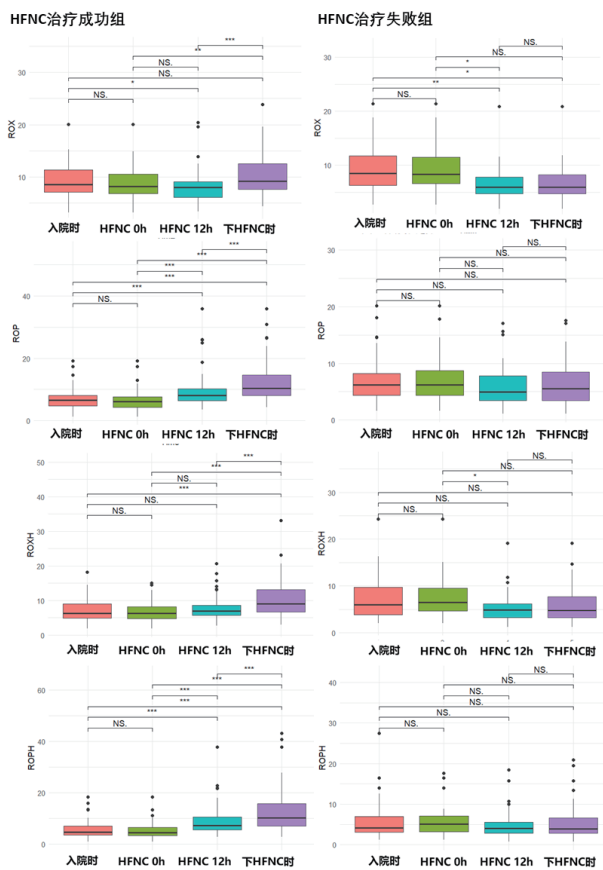 HFNC治疗成功组
HFNC治疗失败组
***
**
NS.
NS.
*
NS.
30
20
10
ROX
入院时 HFNC 0h HFNC 12h 下HFNC时
NS.
NS.
*
*
**
NS.
30
20
10
ROX
入院时 HFNC 0h HFNC 12h 下HFNC时
***
***
***
***
***
NS.
40
20
0
ROP
入院时 HFNC 0h HFNC 12h 下HFNC时
NS.
NS.
NS.
NS.
NS.
NS.
30
20
10
0
ROP
入院时 HFNC 0h HFNC 12h 下HFNC时
***
***
NS.
***
NS.
NS.
50
40
30
20
10
0
ROXH
入院时 HFNC 0h HFNC 12h 下HFNC时
NS.
NS.
*
NS.
NS.
NS.
30
20
10
0
ROXH
入院时 HFNC 0h HFNC 12h 下HFNC时
***
***
***
***
***
NS.
60
40
20
0
ROPH
入院时 HFNC 0h HFNC 12h 下HFNC时
NS.
NS.
NS.
NS.
NS.
NS.
40
30
20
10
0
ROPH
入院时 HFNC 0h HFNC 12h 下HFNC时